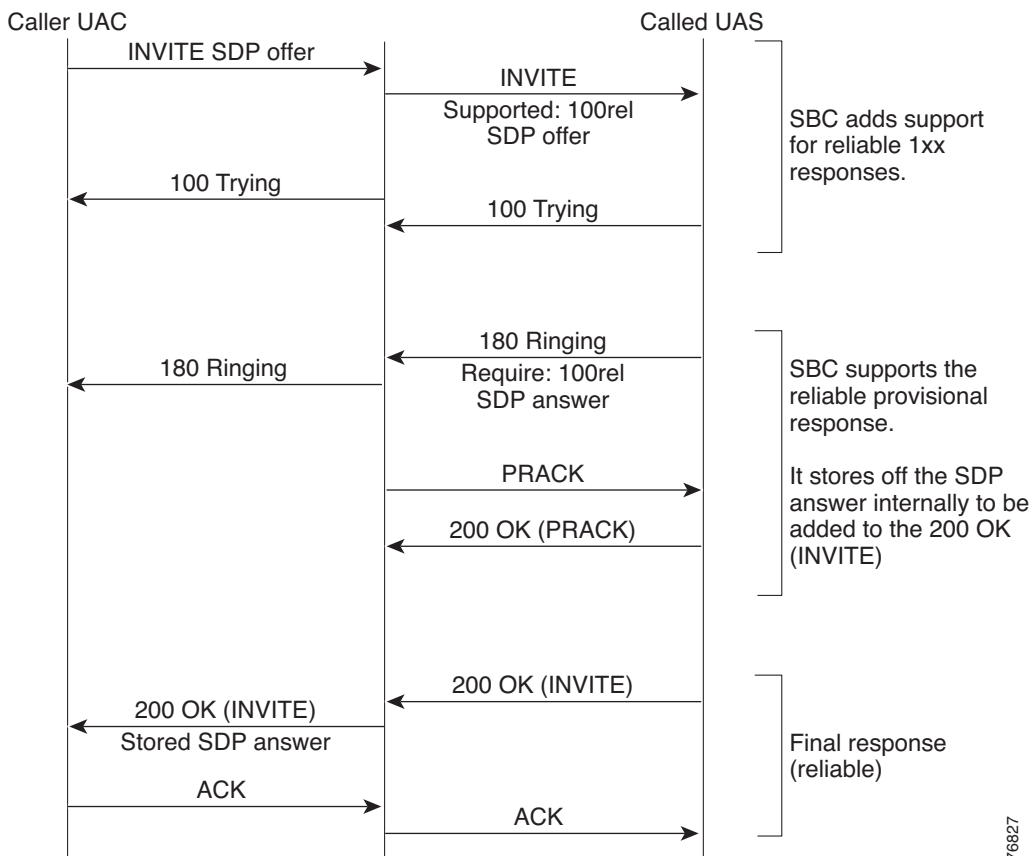 Caller UAC
Called UAS
INVITE SDP offer
INVITE
Supported: 100rel
SDP offer
SBC adds support
for reliable 1xx
responses.
100 Trying
100 Trying
180 Ringing
180 Ringing
Require: 100rel
SDP answer
SBC supports the
reliable provisional
response.
PRACK
It stores off the SDP
answer internally to be
added to the 200 OK
(INVITE)
200 OK (PRACK)
200 OK (INVITE)
200 OK (INVITE)
Stored SDP answer
Final response
(reliable)
ACK
ACK